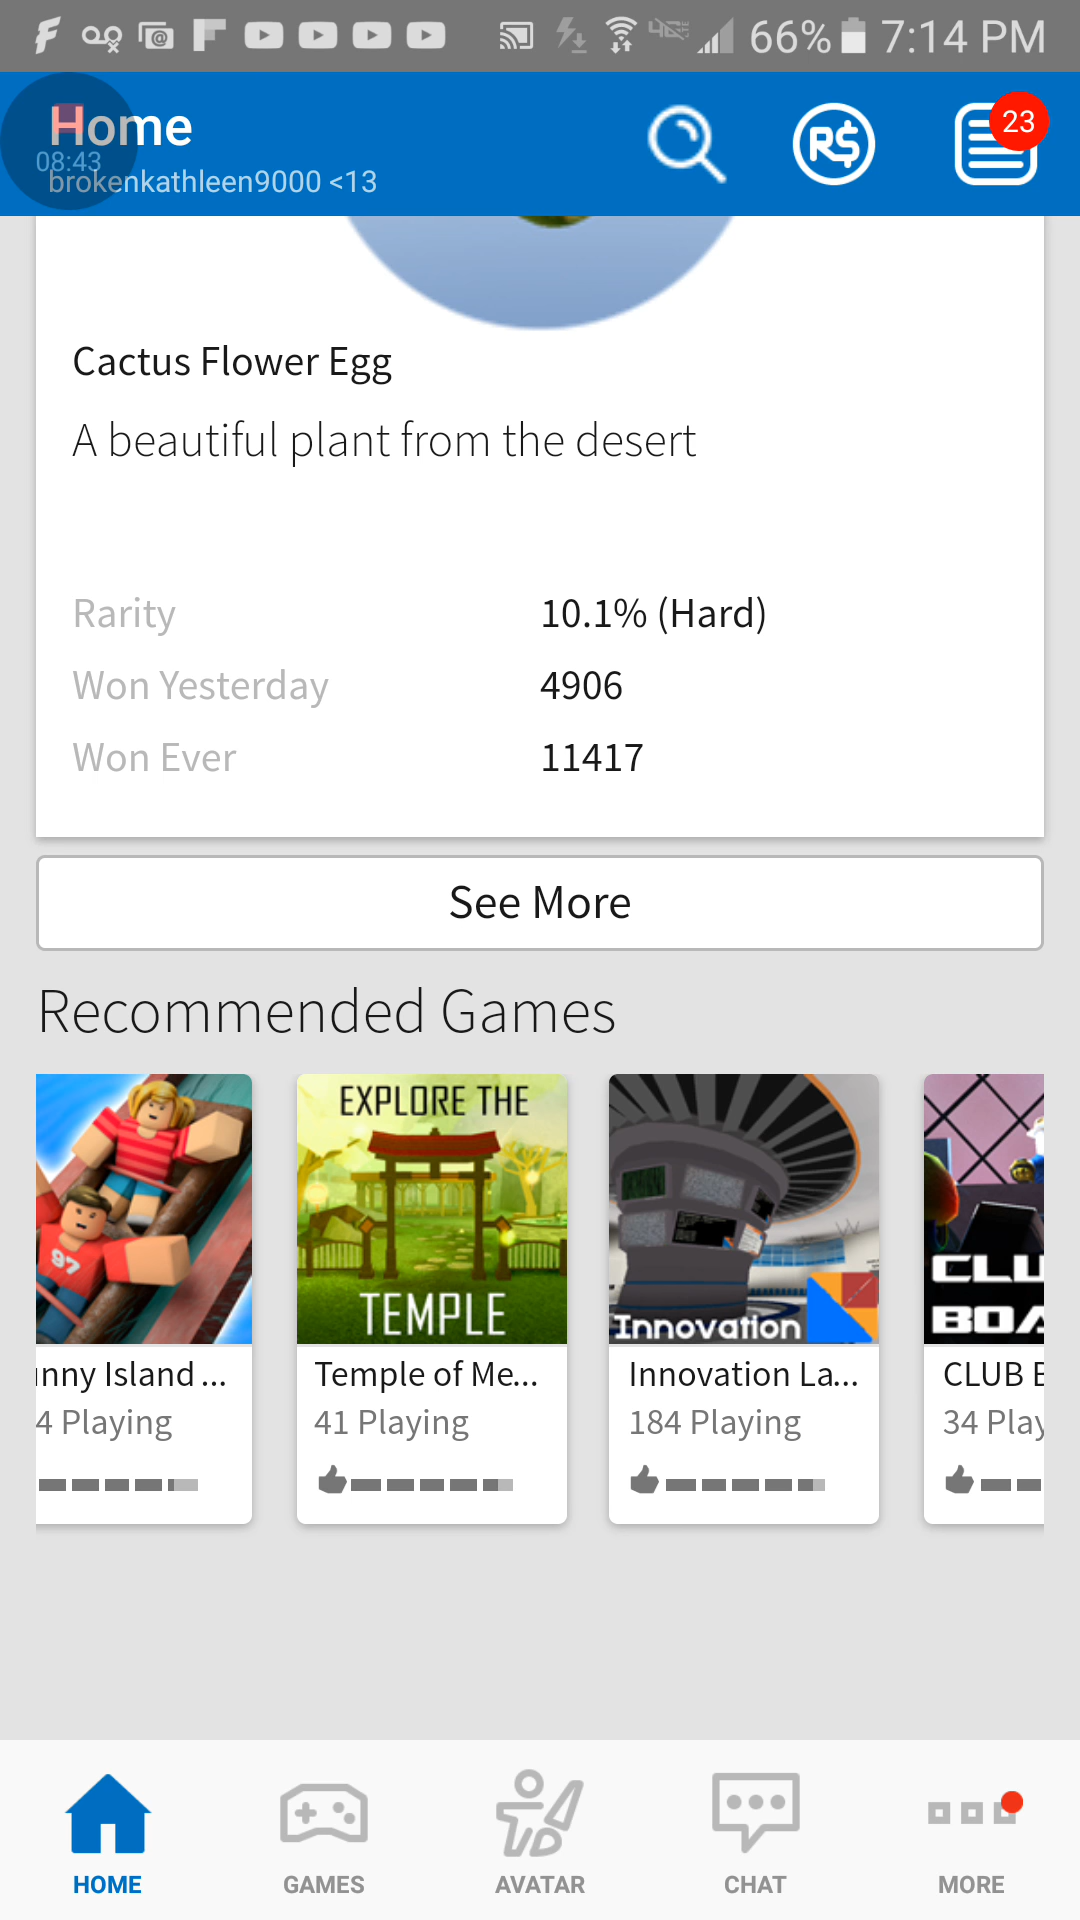 66% 7:14 PM
Home
08:43
brokenkathleen9000 <13
R$
23
Cactus Flower Egg
A beautiful plant from the desert
Rarity 10.1% (Hard)
Won Yesterday 4906
Won Ever 11417
See More
Recommended Games
97
EXPLORE THE
TEMPLE
Innovation
CLU
BOA
nny Island ... Temple of Me... Innovation La... CLUB
4 Playing 41 Playing 184 Playing 34 Play
HOME GAMES AVATAR CHAT MORE